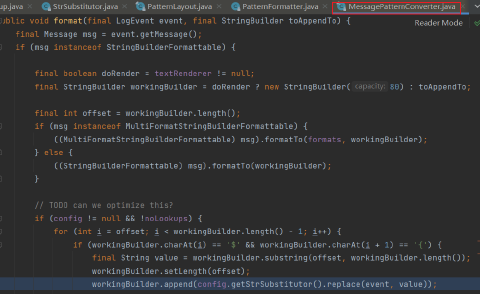 up.java StrSubstitutor.java PatternLayout.java PatternFormatter.java MessagePatternConverter.java
public void format(final LogEvent event, final StringBuilder toAppendTo) {
Reader Mode
final Message msg = event.getMessage();
if (msg instanceof StringBuilderFormattable) {
final boolean doRender = textRenderer != null;
final StringBuilder workingBuilder = doRender ? new StringBuilder( capacity: 80) : toAppendTo;
final int offset = workingBuilder.length();
if (msg instanceof MultiFormatStringBuilderFormattable) {
((MultiFormatStringBuilderFormattable) msg).formatTo(formats, workingBuilder);
} else {
((StringBuilderFormattable) msg).formatTo(workingBuilder);
}
// TODO can we optimize this?
if (config != null && !noLookups) {
for (int i = offset; i < workingBuilder.length() - 1; i++) {
if (workingBuilder.charAt(i) == '$' && workingBuilder.charAt(i + 1) == '{') {
final String value = workingBuilder.substring(offset, workingBuilder.length());
workingBuilder.setLength(offset);
workingBuilder.append(config.getStrSubstitutor().replace(event, value));